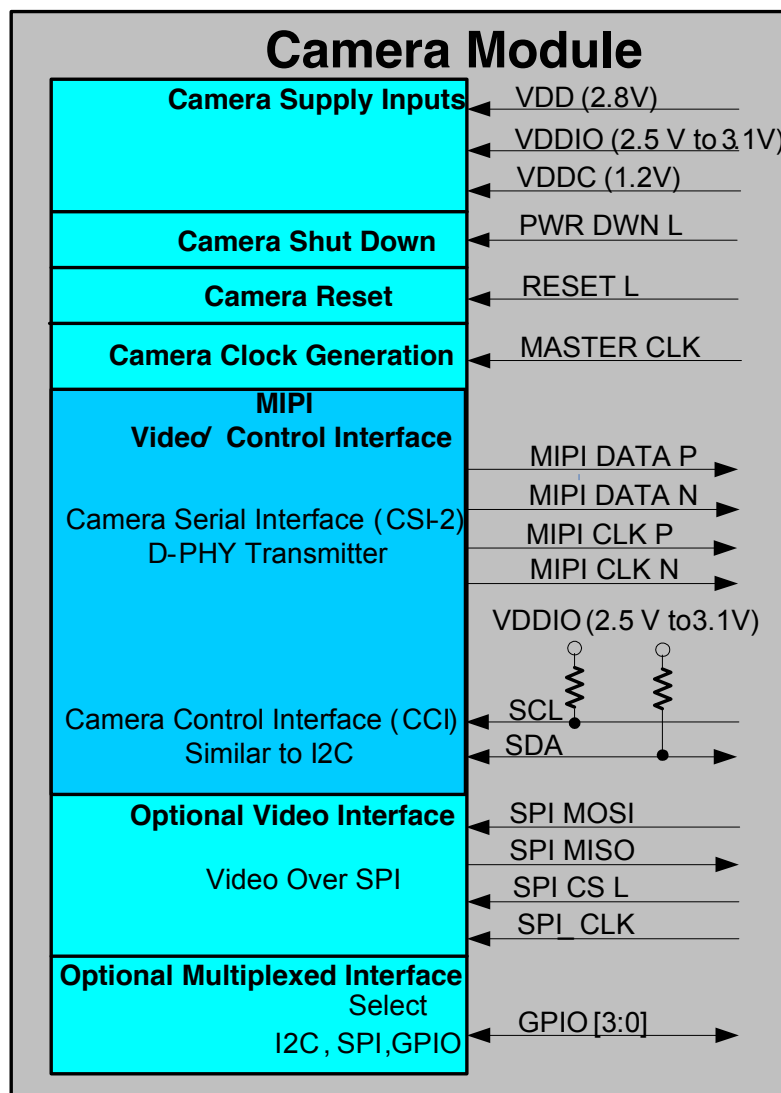 Camera Module
Camera Supply Inputs
VDD (2.8V)
VDDIO (2.5 V to 3.1V)
VDDC (1.2V)
Camera Shut Down
PWR DWN L
Camera Reset
RESET L
Camera Clock Generation
MASTER CLK
MIPI
Video/ Control Interface
MIPI DATA P
MIPI DATA N
MIPI CLK P
MIPI CLK N
Camera Serial Interface (CSI-2)
D-PHY Transmitter
VDDIO (2.5 V to3.1V)
Camera Control Interface (CCI)
Similar to I2C
SCL
SDA
Optional Video Interface
Video Over SPI
SPI MOSI
SPI MISO
SPI CS L
SPI_CLK
Optional Multiplexed Interface
Select
I2C , SPI,GPIO
GPIO [3:0]